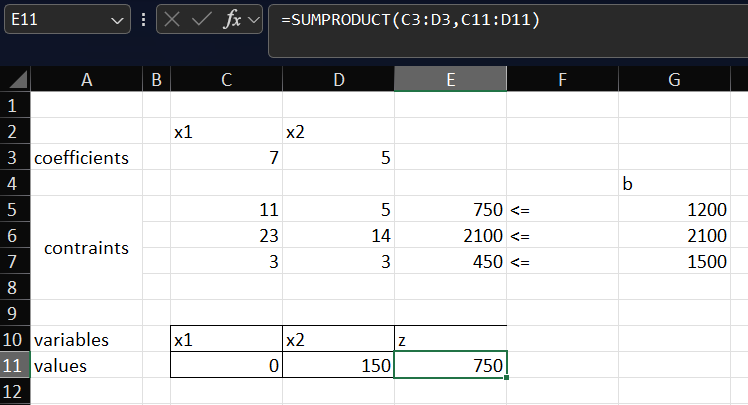 E11 fx =SUMPRODUCT(C3:D3,C11:D11)
A B C D E F G
1
2 x1 x2
3 coefficients 7 5
4 b
5 11 5 750 <= 1200
6 contraints 23 14 2100 <= 2100
7 3 3 450 <= 1500
8
9
10 variables x1 x2 z
11 values 0 150 750
12